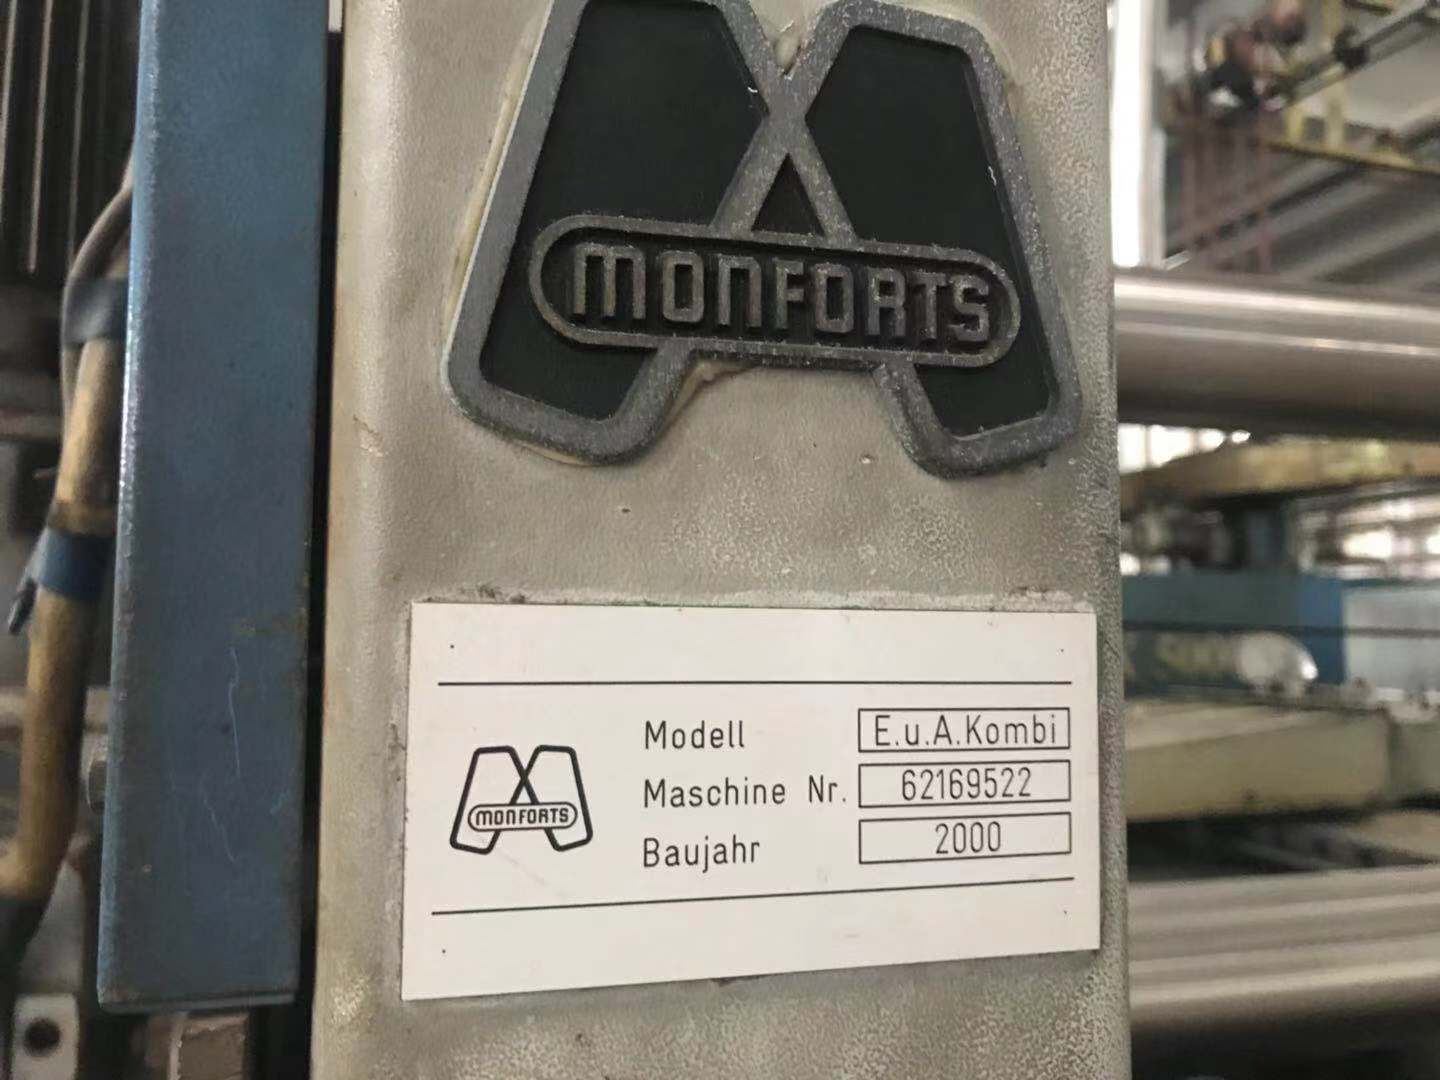 MONFORTS
Modell E.u.A.Kombi
MONFORTS
Maschine Nr. 62169522
Baujahr 2000